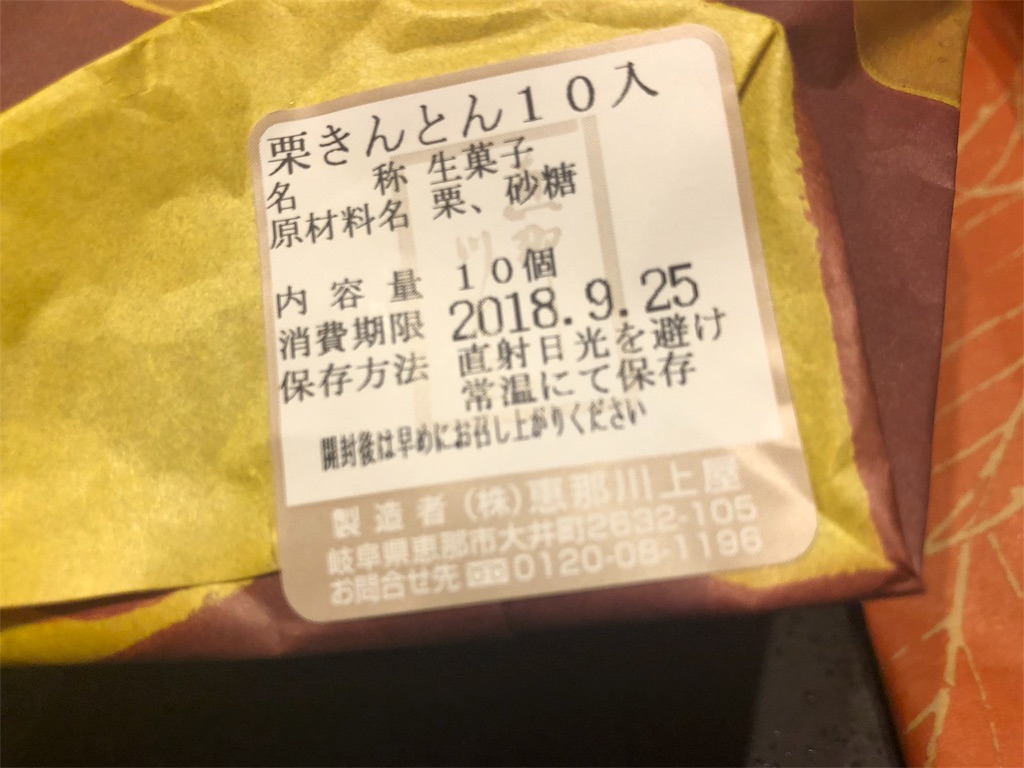 栗きんとん10入
名称 生菓子
原材料名 栗、砂糖
内容量 10個
消費期限 2018.9.25
保存方法 直射日光を避け
常温にて保存
開封後は早めにお召し上がりください
製造者 (株)恵那川上屋
岐阜県恵那市大井町2632-105
お問合せ先 0120-08-1196